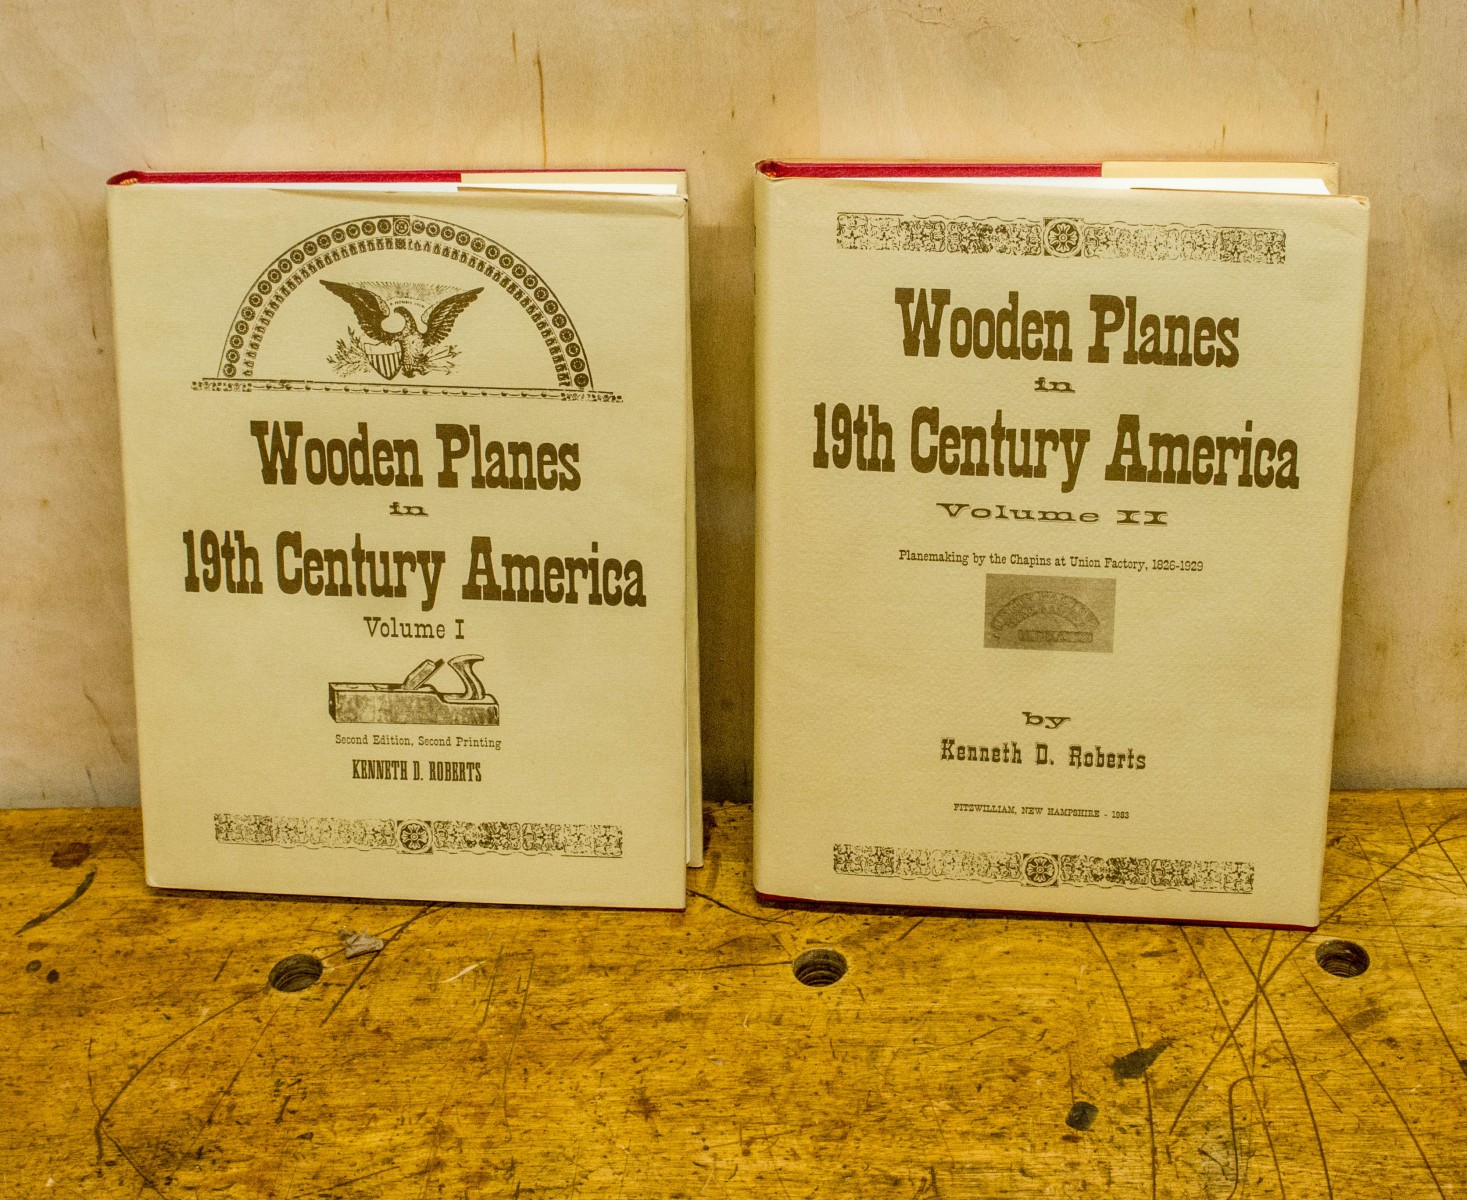 Wooden Planes
in
19th Century America
Volume I
Second Edition, Second Printing
KENNETH D. ROBERTS
Wooden Planes
in
19th Century America
Volume II
Planemaking by the Chapins at Union Factory, 1826-1929
by
Kenneth D. Roberts
FITZWILLIAM, NEW HAMPSHIRE - 1983